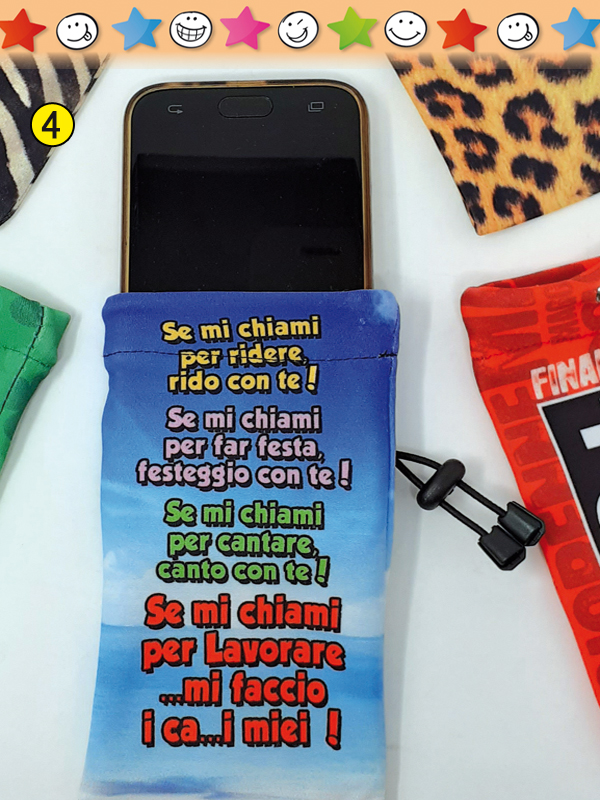 4
Se mi chiami
per ridere,
rido con te!
Se mi chiami
per far festa,
festeggio con te!
Se mi chiami
per cantare,
canto con te!
Se mi chiami
per Lavorare
...mi faccio
i ca...i miei !